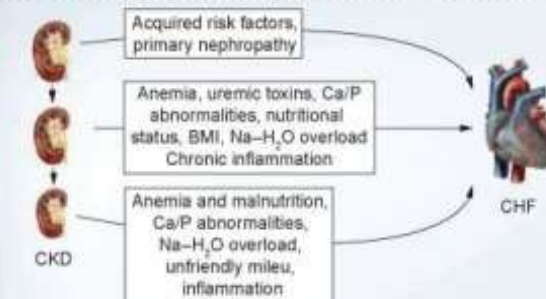 Acquired risk factors,
primary nephropathy
Anemia, uremic toxins, Ca/P
abnormalities, nutritional
status, BMI, Na–H₂O overload
Chronic inflammation
Anemia and malnutrition,
Ca/P abnormalities,
Na–H₂O overload,
unfriendly mileu,
inflammation
CKD
CHF